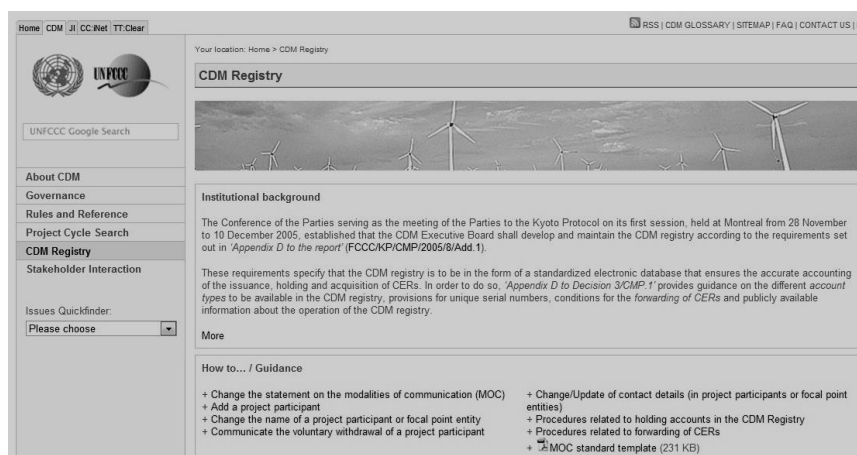 Home CDM JI CC:iNet TT:Clear
RSS | CDM GLOSSARY | SITEMAP | FAQ | CONTACT US |
UNFCCC
UNFCCC Google Search
About CDM
Governance
Rules and Reference
Project Cycle Search
CDM Registry
Stakeholder Interaction
Issues Quickfinder:
Please choose
Your location: Home > CDM Registry
CDM Registry
Institutional background
The Conference of the Parties serving as the meeting of the Parties to the Kyoto Protocol on its first session, held at Montreal from 28 November
to 10 December 2005, established that the CDM Executive Board shall develop and maintain the CDM registry according to the requirements set
out in 'Appendix D to the report' (FCCC/KP/CMP/2005/8/Add.1).
These requirements specify that the CDM registry is to be in the form of a standardized electronic database that ensures the accurate accounting
of the issuance, holding and acquisition of CERs. In order to do so, 'Appendix D to Decision 3/CMP.1' provides guidance on the different account
types to be available in the CDM registry, provisions for unique serial numbers, conditions for the forwarding of CERs and publicly available
information about the operation of the CDM registry.
More
How to... / Guidance
+ Change the statement on the modalities of communication (MOC)
+ Add a project participant
+ Change the name of a project participant or focal point entity
+ Communicate the voluntary withdrawal of a project participant
+ Change/Update of contact details (in project participants or focal point
entities)
+ Procedures related to holding accounts in the CDM Registry
+ Procedures related to forwarding of CERs
+ MOC standard template (231 KB)